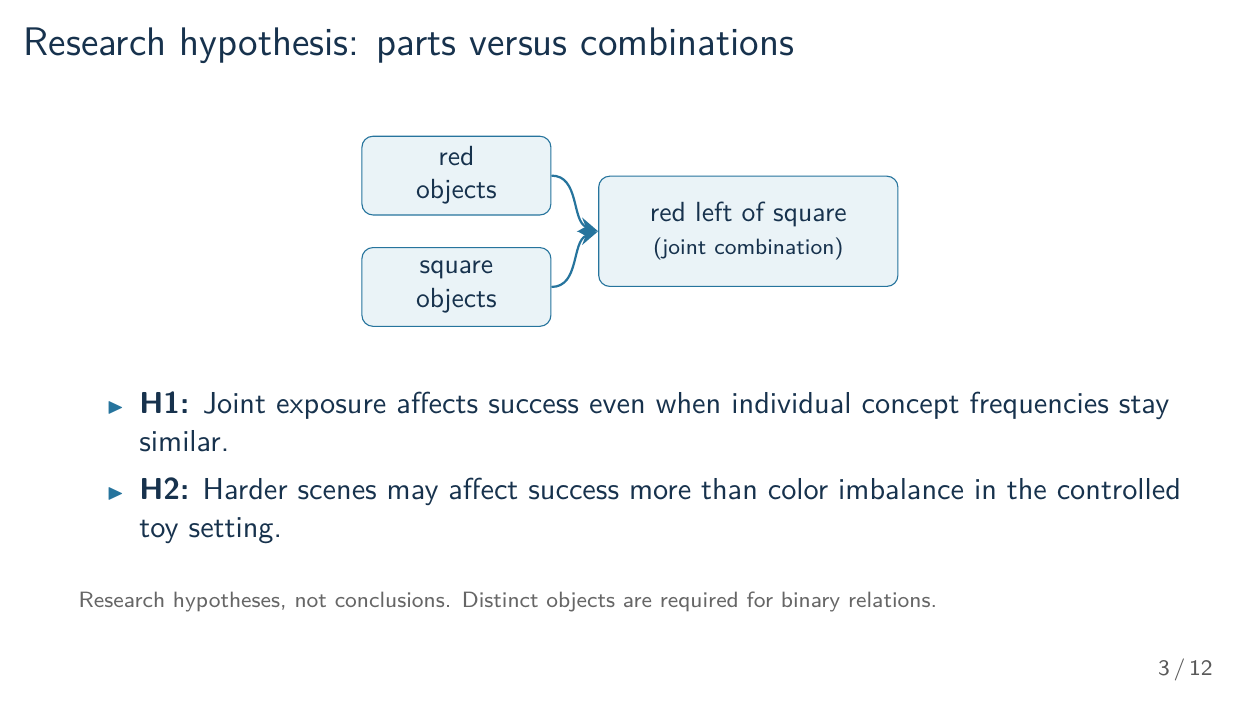 Research hypothesis: parts versus combinations
red
objects
square
objects
red left of square
(joint combination)
▶ H1: Joint exposure affects success even when individual concept frequencies stay
similar.
▶ H2: Harder scenes may affect success more than color imbalance in the controlled
toy setting.
Research hypotheses, not conclusions. Distinct objects are required for binary relations.
3 / 12